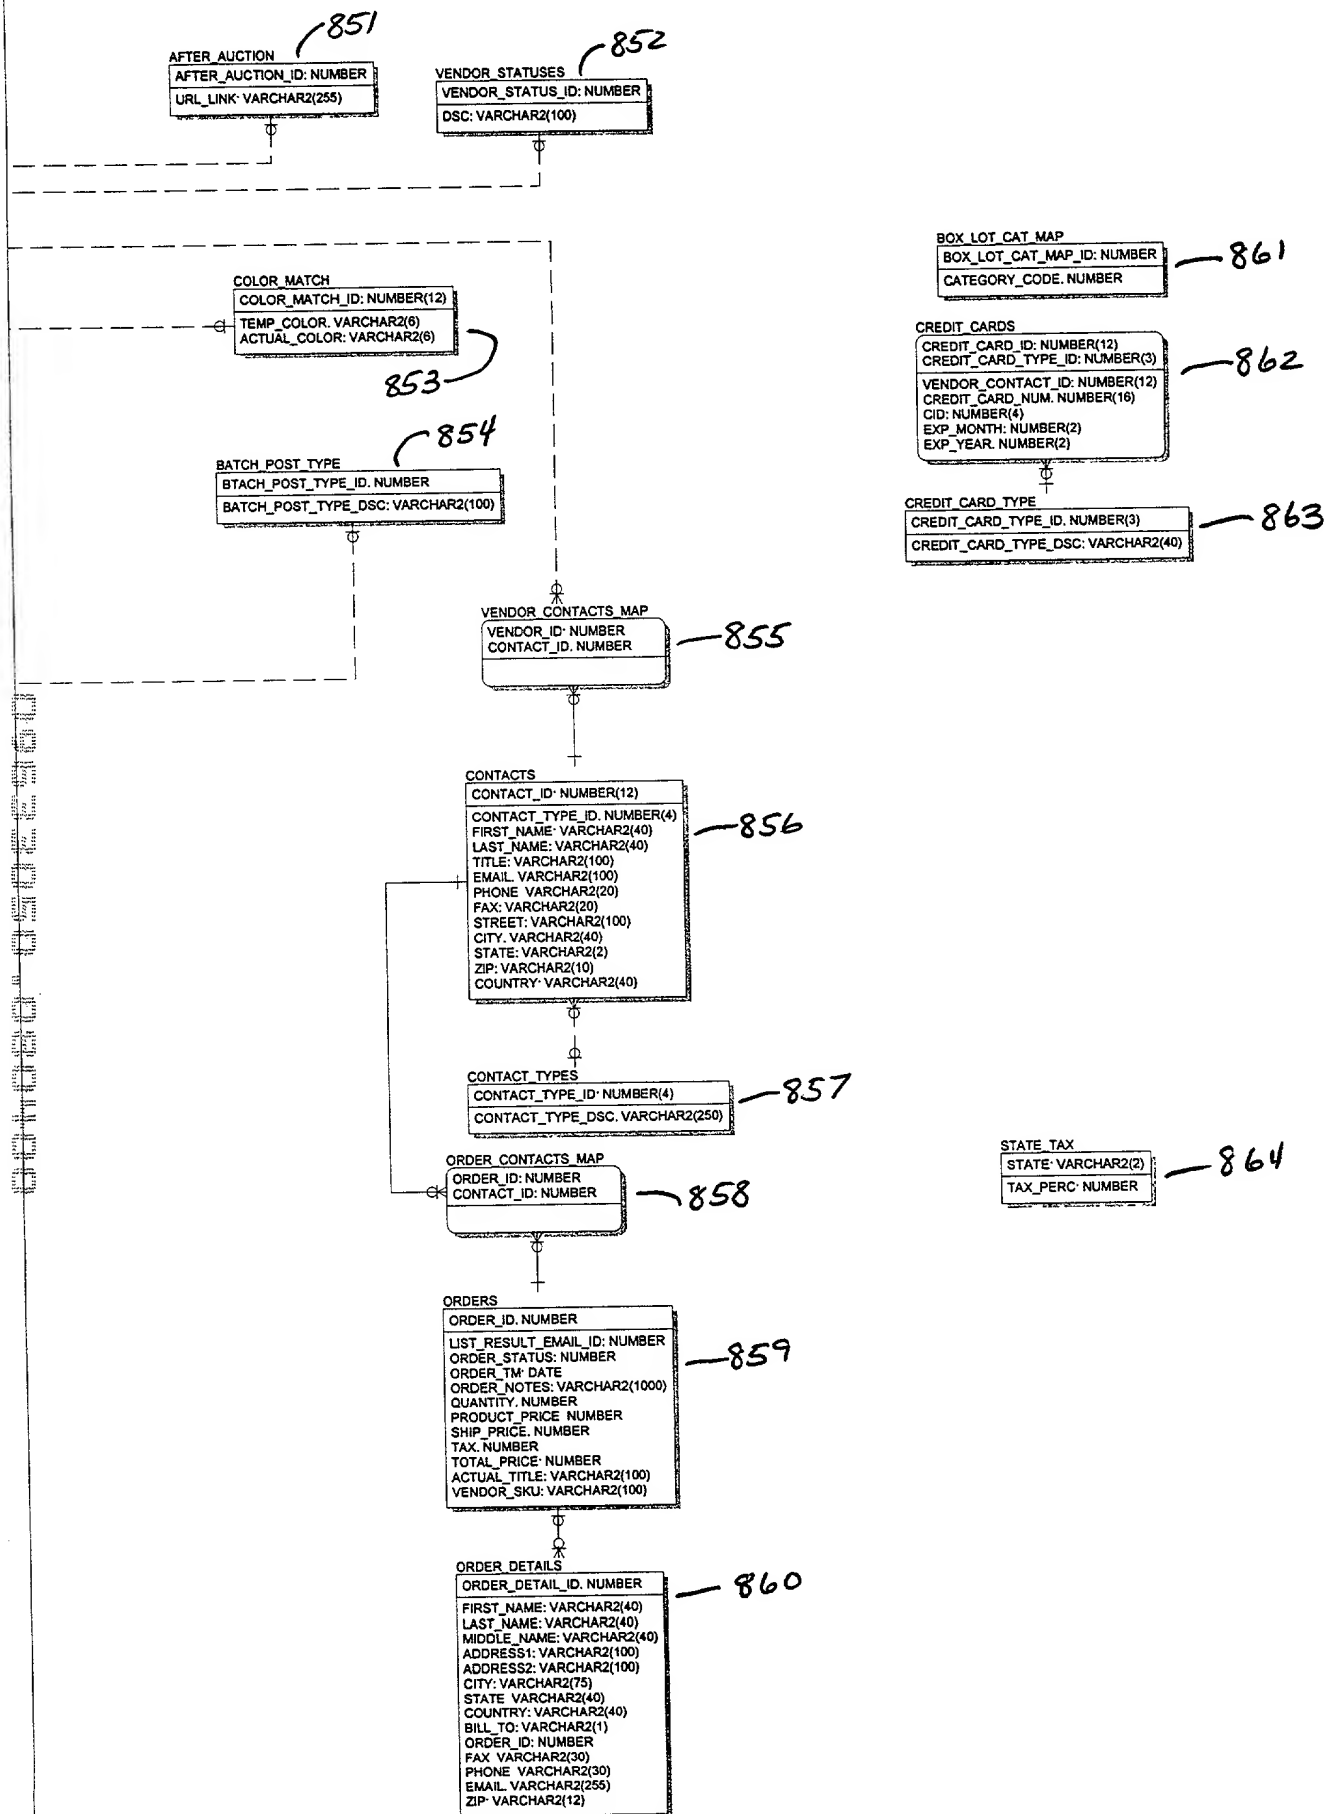 851
AFTER_AUCTION
AFTER_AUCTION_ID: NUMBER
URL_LINK: VARCHAR2(255)
852
VENDOR_STATUSES
VENDOR_STATUS_ID: NUMBER
DSC: VARCHAR2(100)
COLOR_MATCH
COLOR_MATCH_ID: NUMBER(12)
TEMP_COLOR. VARCHAR2(6)
ACTUAL_COLOR: VARCHAR2(6)
853
BOX_LOT_CAT_MAP
BOX_LOT_CAT_MAP_ID: NUMBER
CATEGORY_CODE. NUMBER
861
CREDIT_CARDS
CREDIT_CARD_ID: NUMBER(12)
CREDIT_CARD_TYPE_ID: NUMBER(3)
VENDOR_CONTACT_ID: NUMBER(12)
CREDIT_CARD_NUM. NUMBER(16)
CID: NUMBER(4)
EXP_MONTH: NUMBER(2)
EXP_YEAR. NUMBER(2)
862
854
BATCH_POST_TYPE
BTACH_POST_TYPE_ID. NUMBER
BATCH_POST_TYPE_DSC: VARCHAR2(100)
CREDIT_CARD_TYPE
CREDIT_CARD_TYPE_ID. NUMBER(3)
CREDIT_CARD_TYPE_DSC: VARCHAR2(40)
863
VENDOR_CONTACTS_MAP
VENDOR_ID· NUMBER
CONTACT_ID. NUMBER
855
CONTACTS
CONTACT_ID· NUMBER(12)
CONTACT_TYPE_ID. NUMBER(4)
FIRST_NAME· VARCHAR2(40)
LAST_NAME: VARCHAR2(40)
TITLE: VARCHAR2(100)
EMAIL. VARCHAR2(100)
PHONE VARCHAR2(20)
FAX: VARCHAR2(20)
STREET: VARCHAR2(100)
CITY. VARCHAR2(40)
STATE: VARCHAR2(2)
ZIP: VARCHAR2(10)
COUNTRY· VARCHAR2(40)
856
CONTACT_TYPES
CONTACT_TYPE_ID· NUMBER(4)
CONTACT_TYPE_DSC. VARCHAR2(250)
857
ORDER_CONTACTS_MAP
ORDER_ID: NUMBER
CONTACT_ID: NUMBER
858
STATE_TAX
STATE· VARCHAR2(2)
TAX_PERC· NUMBER
864
ORDERS
ORDER_ID. NUMBER
LIST_RESULT_EMAIL_ID: NUMBER
ORDER_STATUS: NUMBER
ORDER_TM· DATE
ORDER_NOTES: VARCHAR2(1000)
QUANTITY. NUMBER
PRODUCT_PRICE NUMBER
SHIP_PRICE. NUMBER
TAX. NUMBER
TOTAL_PRICE· NUMBER
ACTUAL_TITLE: VARCHAR2(100)
VENDOR_SKU: VARCHAR2(100)
859
ORDER_DETAILS
ORDER_DETAIL_ID. NUMBER
FIRST_NAME: VARCHAR2(40)
LAST_NAME: VARCHAR2(40)
MIDDLE_NAME: VARCHAR2(40)
ADDRESS1: VARCHAR2(100)
ADDRESS2: VARCHAR2(100)
CITY: VARCHAR2(75)
STATE VARCHAR2(40)
COUNTRY: VARCHAR2(40)
BILL_TO: VARCHAR2(1)
ORDER_ID: NUMBER
FAX VARCHAR2(30)
PHONE VARCHAR2(30)
EMAIL. VARCHAR2(255)
ZIP· VARCHAR2(12)
860